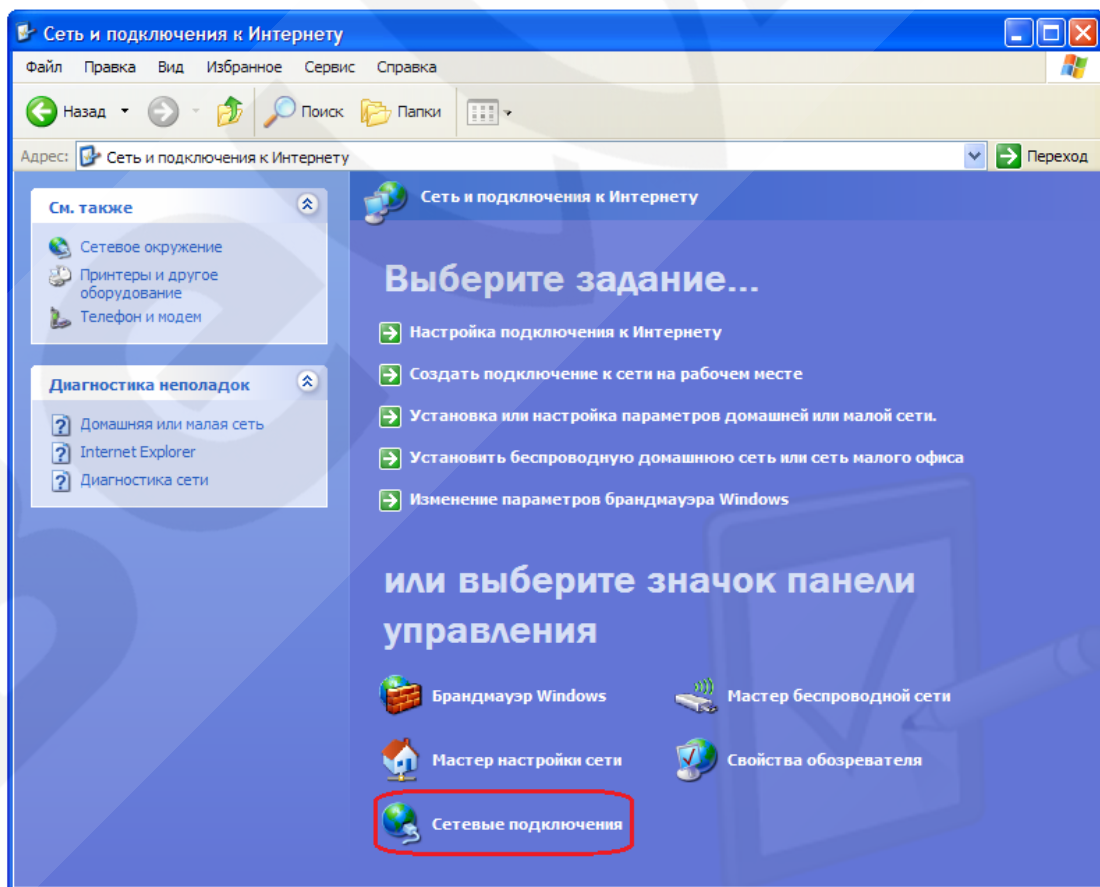 Сеть и подключения к Интернету
Файл Правка Вид Избранное Сервис Справка
Назад Поиск Папки
Адрес: Сеть и подключения к Интернету Переход
См. также
Сетевое окружение
Принтеры и другое
оборудование
Телефон и модем
Диагностика неполадок
Домашняя или малая сеть
Internet Explorer
Диагностика сети
Сеть и подключения к Интернету
Выберите задание...
Настройка подключения к Интернету
Создать подключение к сети на рабочем месте
Установка или настройка параметров домашней или малой сети.
Установить беспроводную домашнюю сеть или сеть малого офиса
Изменение параметров брандмауэра Windows
или выберите значок панели
управления
Брандмауэр Windows Мастер беспроводной сети
Мастер настройки сети Свойства обозревателя
Сетевые подключения